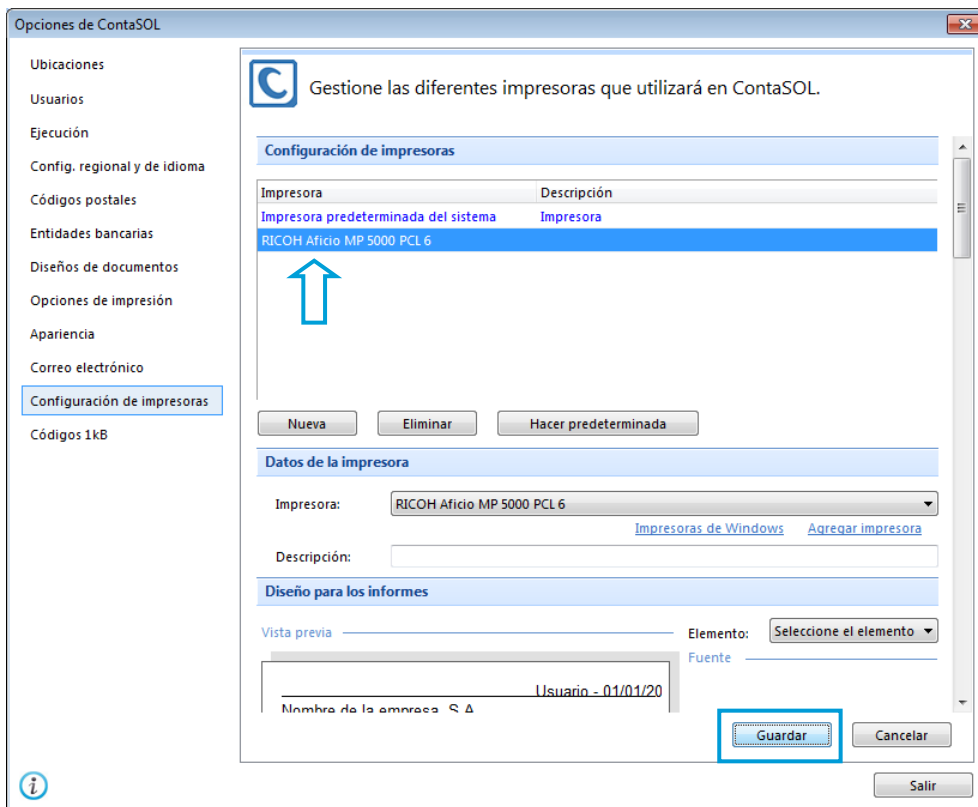 Opciones de ContaSOL
Ubicaciones
Usuarios
Ejecución
Config. regional y de idioma
Códigos postales
Entidades bancarias
Diseños de documentos
Opciones de impresión
Apariencia
Correo electrónico
Configuración de impresoras
Códigos 1kB
C
Gestione las diferentes impresoras que utilizará en ContaSOL.
Configuración de impresoras
Impresora Descripción
Impresora predeterminada del sistema Impresora
RICOH Aficio MP 5000 PCL 6
Nueva Eliminar Hacer predeterminada
Datos de la impresora
Impresora: RICOH Aficio MP 5000 PCL 6
Impresoras de Windows Agregar impresora
Descripción:
Diseño para los informes
Vista previa
Elemento: Seleccione el elemento
Fuente
Usuario - 01/01/20
Nombre de la empresa, S.A.
Guardar Cancelar
i
Salir